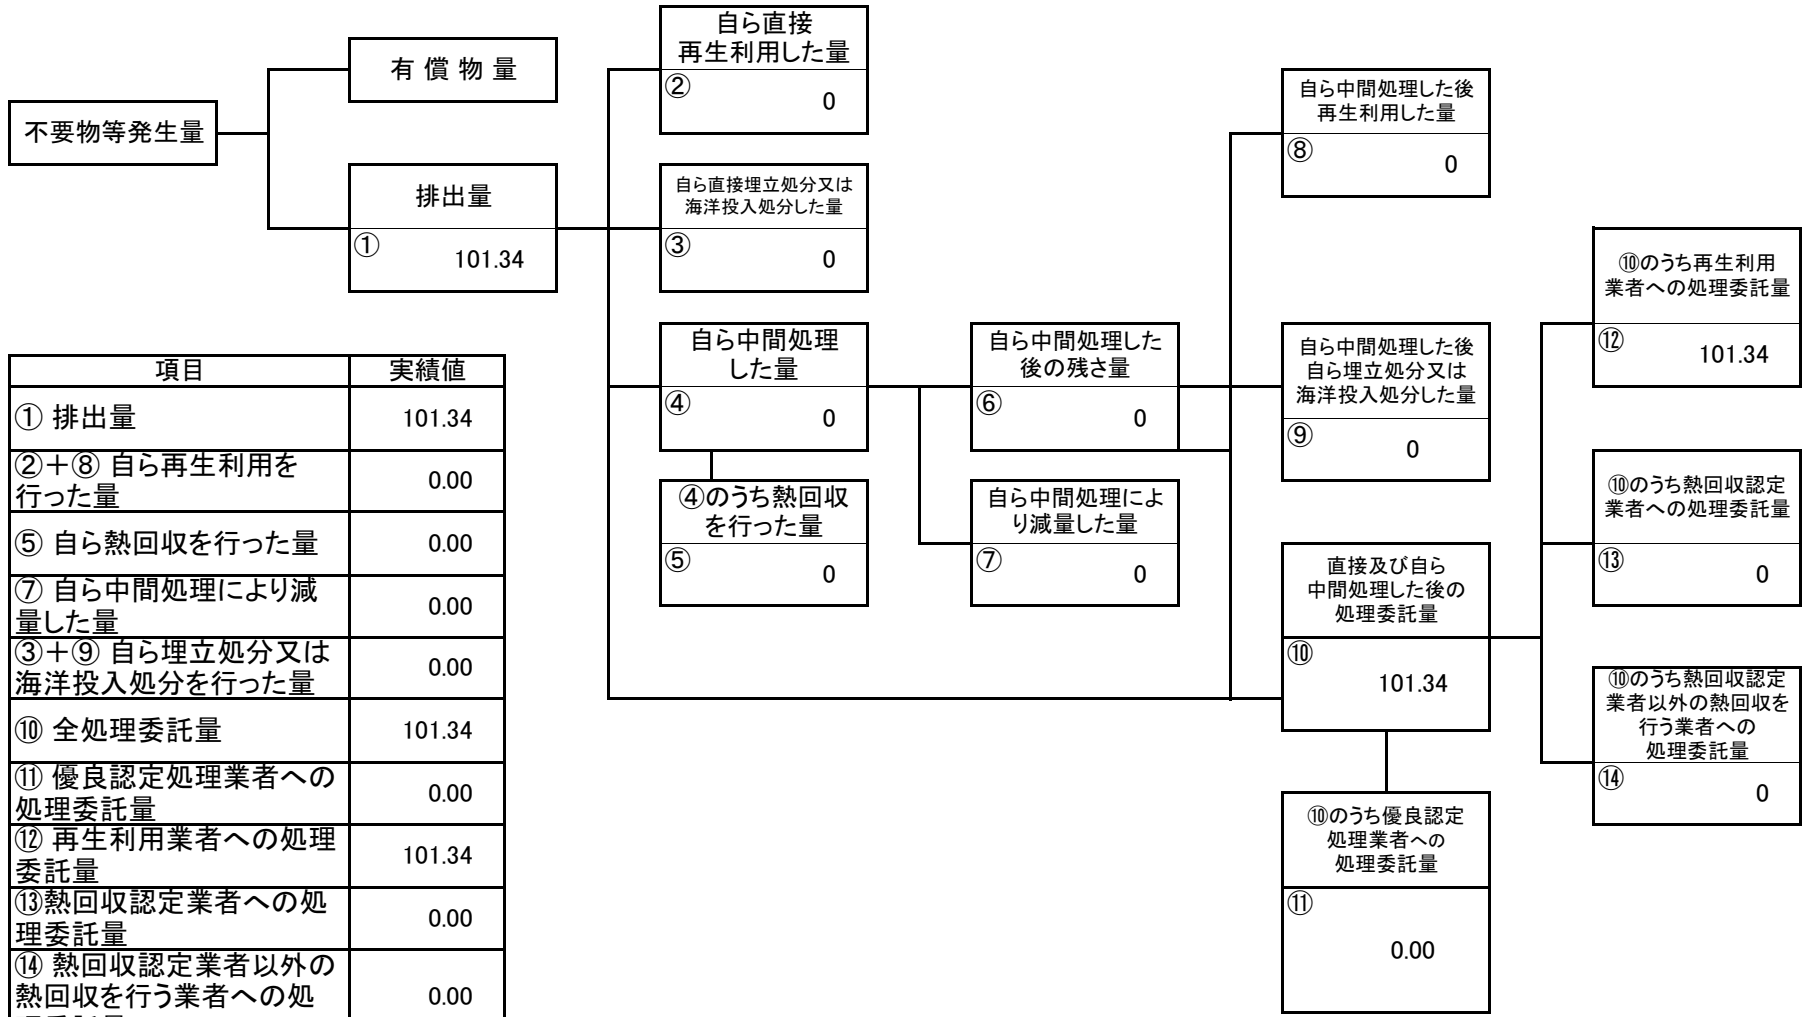 自ら直接
再生利用した量
②
0
有 償 物 量
不要物等発生量
排出量
①
101.34
自ら直接埋立処分又は
海洋投入処分した量
③
0
自ら中間処理した後
再生利用した量
⑧
0
自ら中間処理
した量
④
0
自ら中間処理した
後の残さ量
⑥
0
自ら中間処理した後
自ら埋立処分又は
海洋投入処分した量
⑨
0
④のうち熱回収
を行った量
⑤
0
自ら中間処理によ
り減量した量
⑦
0
直接及び自ら
中間処理した後の
処理委託量
⑩
101.34
⑩のうち優良認定
処理業者への
処理委託量
⑪
0.00
⑩のうち再生利用
業者への処理委託量
⑫
101.34
⑩のうち熱回収認定
業者への処理委託量
⑬
0
⑩のうち熱回収認定
業者以外の熱回収を
行う業者への
処理委託量
⑭
0
項目 実績値
① 排出量 101.34
②＋⑧ 自ら再生利用を
行った量 0.00
⑤ 自ら熱回収を行った量 0.00
⑦ 自ら中間処理により減
量した量 0.00
③＋⑨ 自ら埋立処分又は
海洋投入処分を行った量 0.00
⑩ 全処理委託量 101.34
⑪ 優良認定処理業者への
処理委託量 0.00
⑫ 再生利用業者への処理
委託量 101.34
⑬熱回収認定業者への処
理委託量 0.00
⑭ 熱回収認定業者以外の
熱回収を行う業者への処 0.00